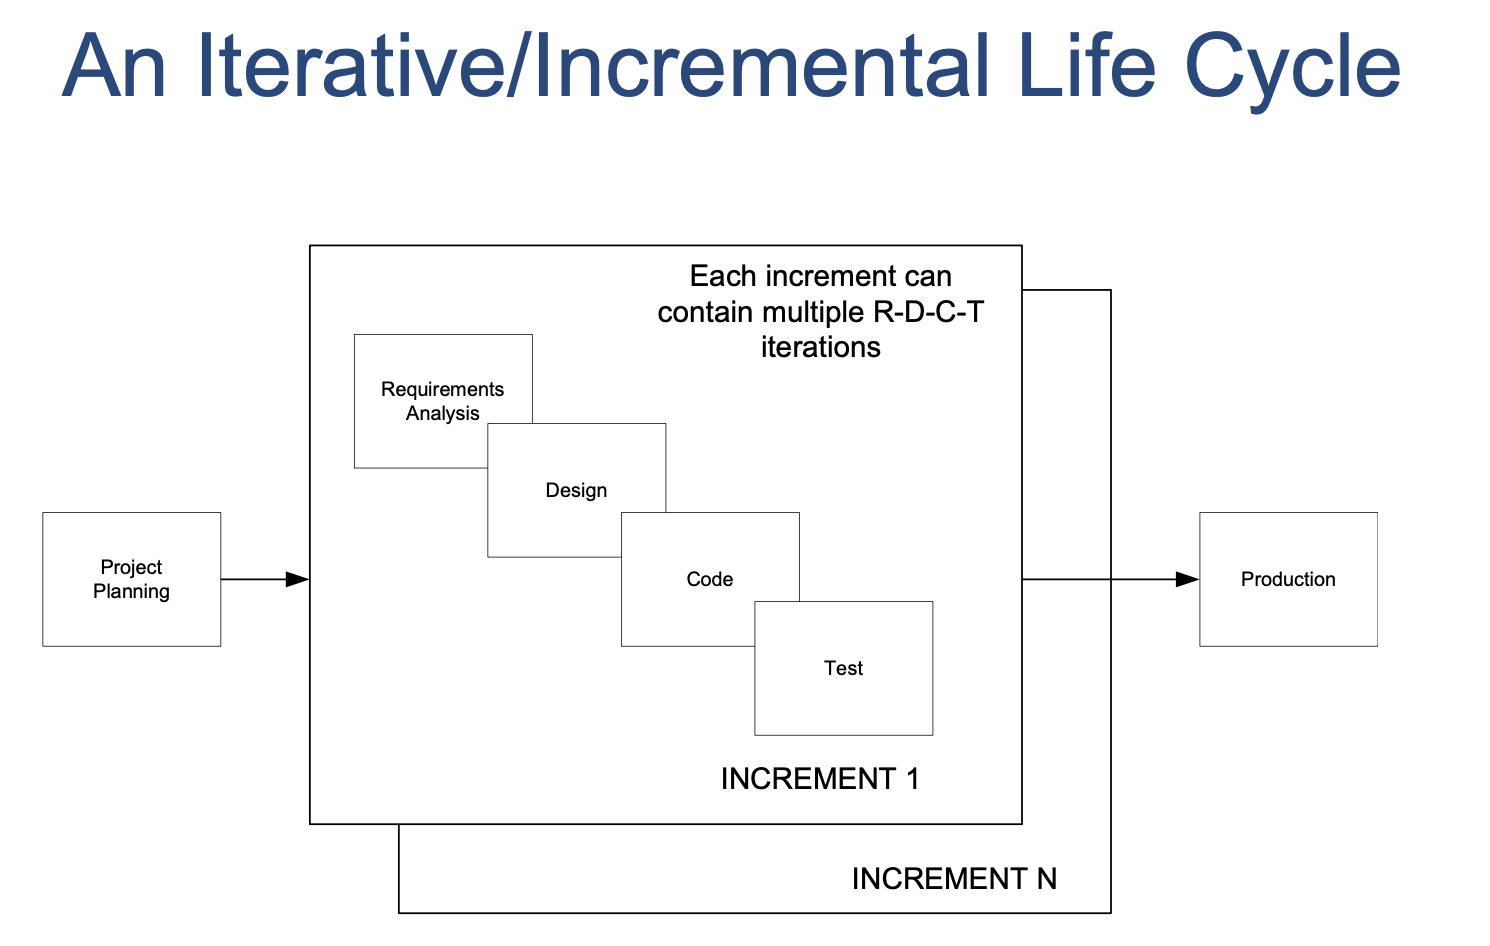 An Iterative/Incremental Life Cycle
Each increment can
contain multiple R-D-C-T
iterations
Requirements
Analysis
Design
Project
Planning
Code
Production
Test
INCREMENT 1
INCREMENT N